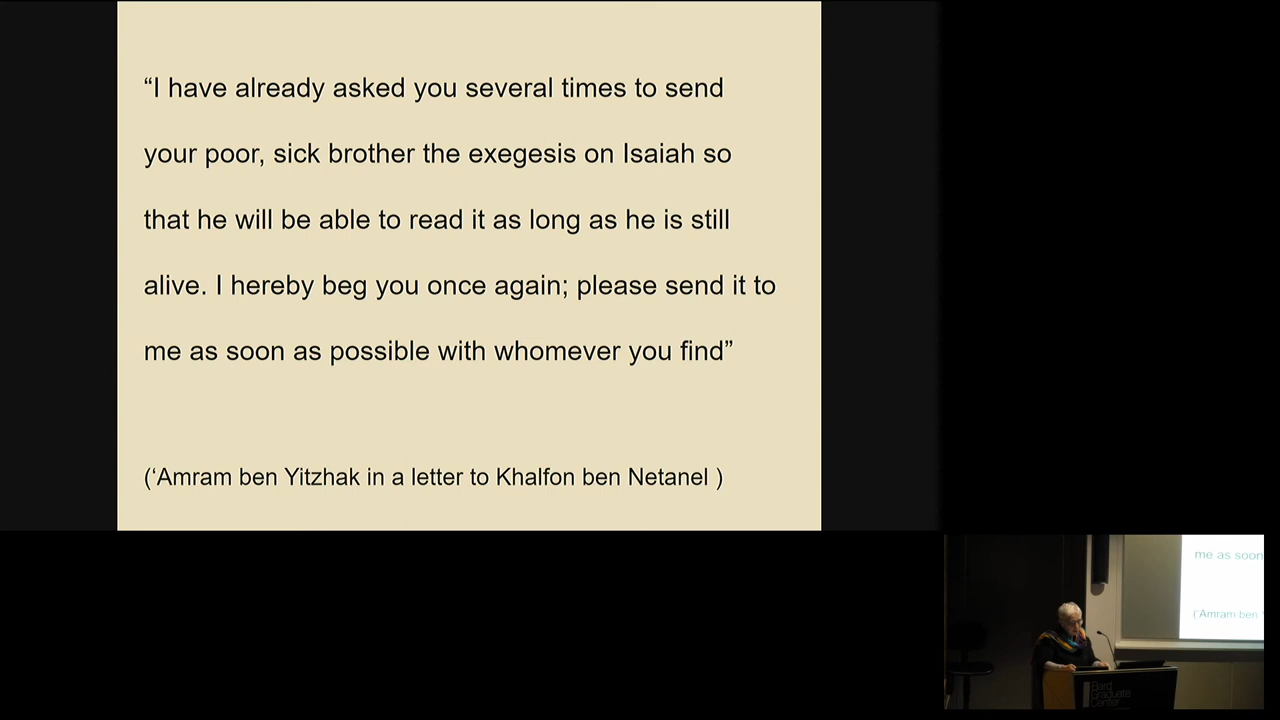 “I have already asked you several times to send
your poor, sick brother the exegesis on Isaiah so
that he will be able to read it as long as he is still
alive. I hereby beg you once again; please send it to
me as soon as possible with whomever you find”
(‘Amram ben Yitzhak in a letter to Khalfon ben Netanel )
me as soon
(‘Amram ben
Bard
Graduate
Center